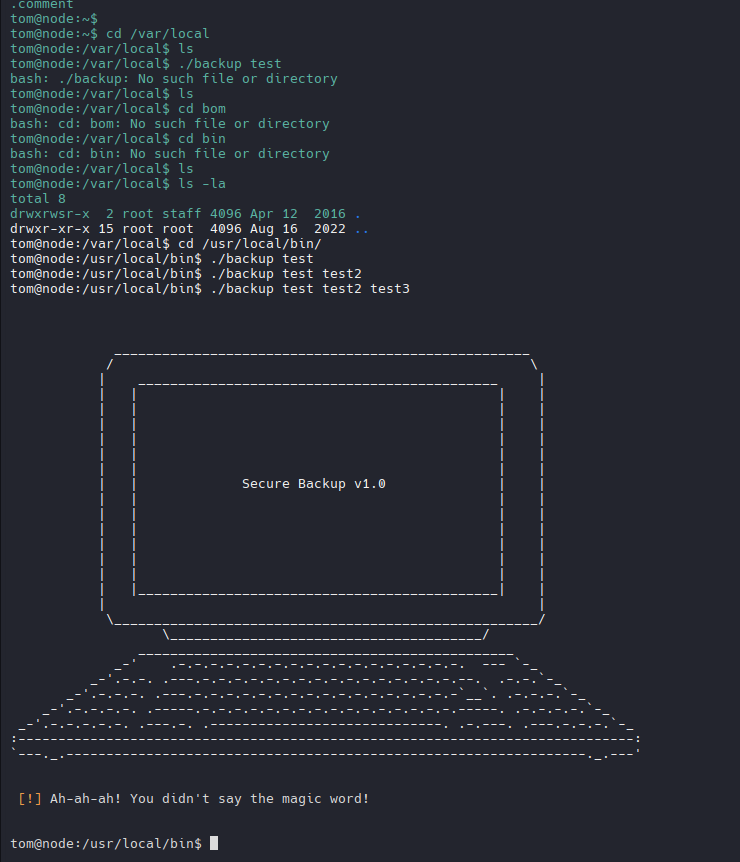 .comment
tom@node:~$
tom@node:~$ cd /var/local
tom@node:/var/local$ ls
tom@node:/var/local$ ./backup test
bash: ./backup: No such file or directory
tom@node:/var/local$ ls
tom@node:/var/local$ cd bom
bash: cd: bom: No such file or directory
tom@node:/var/local$ cd bin
bash: cd: bin: No such file or directory
tom@node:/var/local$ ls
tom@node:/var/local$ ls -la
total 8
drwxrwsr-x  2 root staff 4096 Apr 12  2016 .
drwxr-xr-x 15 root root  4096 Aug 16  2022 ..
tom@node:/var/local$ cd /usr/local/bin/
tom@node:/usr/local/bin$ ./backup test
tom@node:/usr/local/bin$ ./backup test test2
tom@node:/usr/local/bin$ ./backup test test2 test3
Secure Backup v1.0
[!] Ah-ah-ah! You didn't say the magic word!
tom@node:/usr/local/bin$